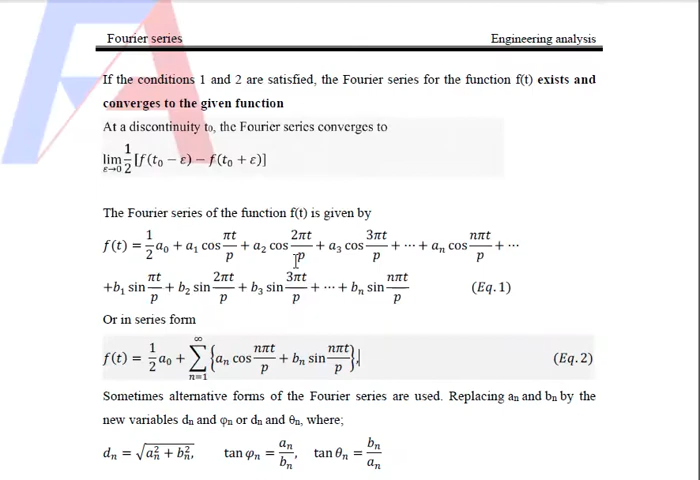 Fourier series Engineering analysis
If the conditions 1 and 2 are satisfied, the Fourier series for the function f(t) exists and
converges to the given function
At a discontinuity t₀, the Fourier series converges to
lim_{ε→0} 1/2 [f(t₀ − ε) − f(t₀ + ε)]
The Fourier series of the function f(t) is given by
f(t) = 1/2 a₀ + a₁ cos πt/p + a₂ cos 2πt/p + a₃ cos 3πt/p + ⋯ + aₙ cos nπt/p + ⋯
+b₁ sin πt/p + b₂ sin 2πt/p + b₃ sin 3πt/p + ⋯ + bₙ sin nπt/p (Eq.1)
Or in series form
f(t) = 1/2 a₀ + ∑_{n=1}^{∞} {aₙ cos nπt/p + bₙ sin nπt/p}, (Eq.2)
Sometimes alternative forms of the Fourier series are used. Replacing aₙ and bₙ by the
new variables dₙ and φₙ or dₙ and θₙ, where;
dₙ = √(aₙ² + bₙ²), tan φₙ = aₙ/bₙ, tan θₙ = bₙ/aₙ